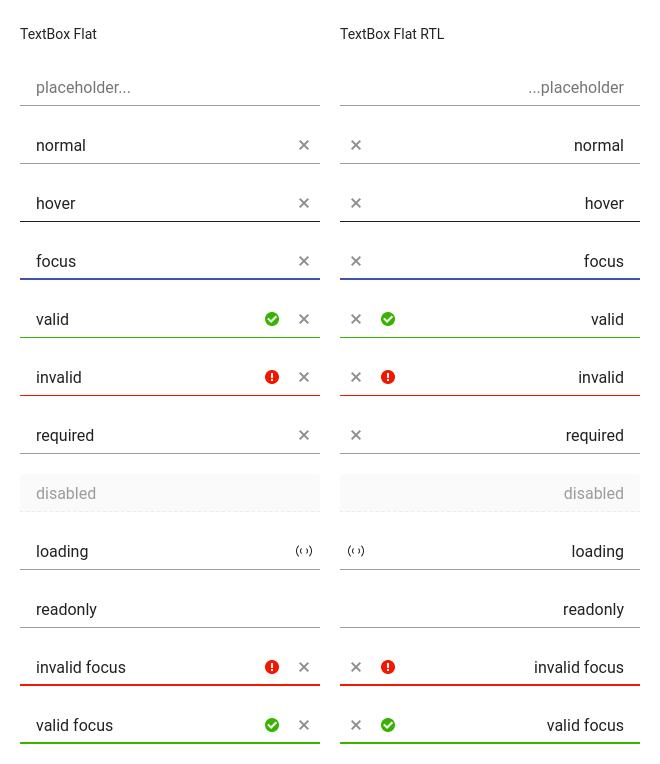 TextBox Flat
TextBox Flat RTL
placeholder...
...placeholder
normal
normal
hover
hover
focus
focus
valid
valid
invalid
invalid
required
required
disabled
disabled
loading
loading
readonly
readonly
invalid focus
invalid focus
valid focus
valid focus